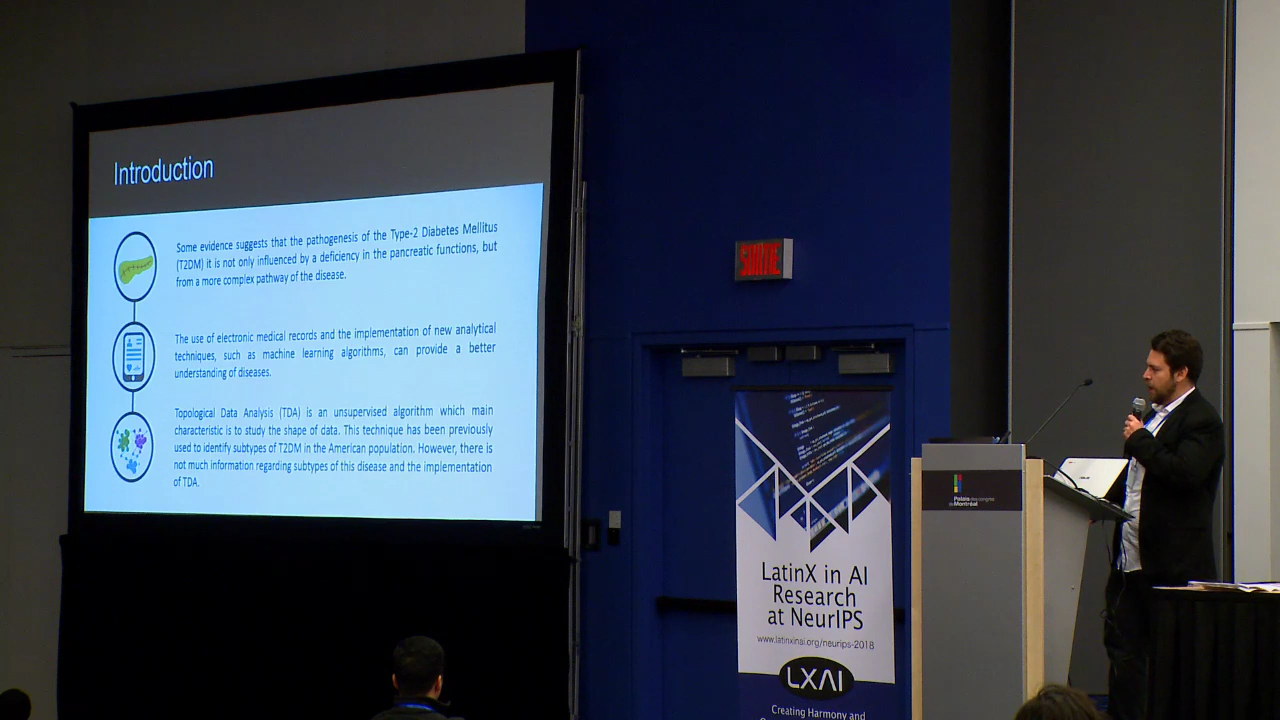 Introduction
Some evidence suggests that the pathogenesis of the Type-2 Diabetes Mellitus
(T2DM) it is not only influenced by a deficiency in the pancreatic functions, but
from a more complex pathway of the disease.
The use of electronic medical records and the implementation of new analytical
techniques, such as machine learning algorithms, can provide a better
understanding of diseases.
Topological Data Analysis (TDA) is an unsupervised algorithm which main
characteristic is to study the shape of data. This technique has been previously
used to identify subtypes of T2DM in the American population. However, there is
not much information regarding subtypes of this disease and the implementation
of TDA.
SORTIE
LatinX in AI
Research
at NeurIPS
www.latinxinai.org/neurips-2018
LXAI
Creating Harmony and
Palais des congrès
de Montréal